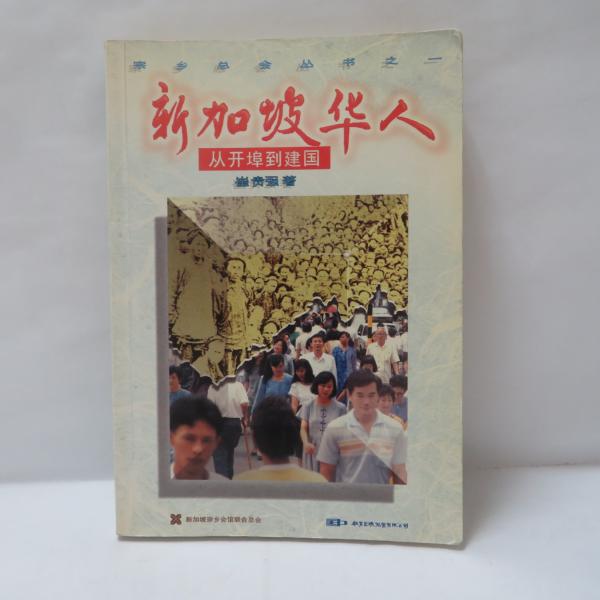 宗乡总会丛书之一
新加坡华人
从开埠到建国
崔贵强著
新加坡宗乡会馆联合总会